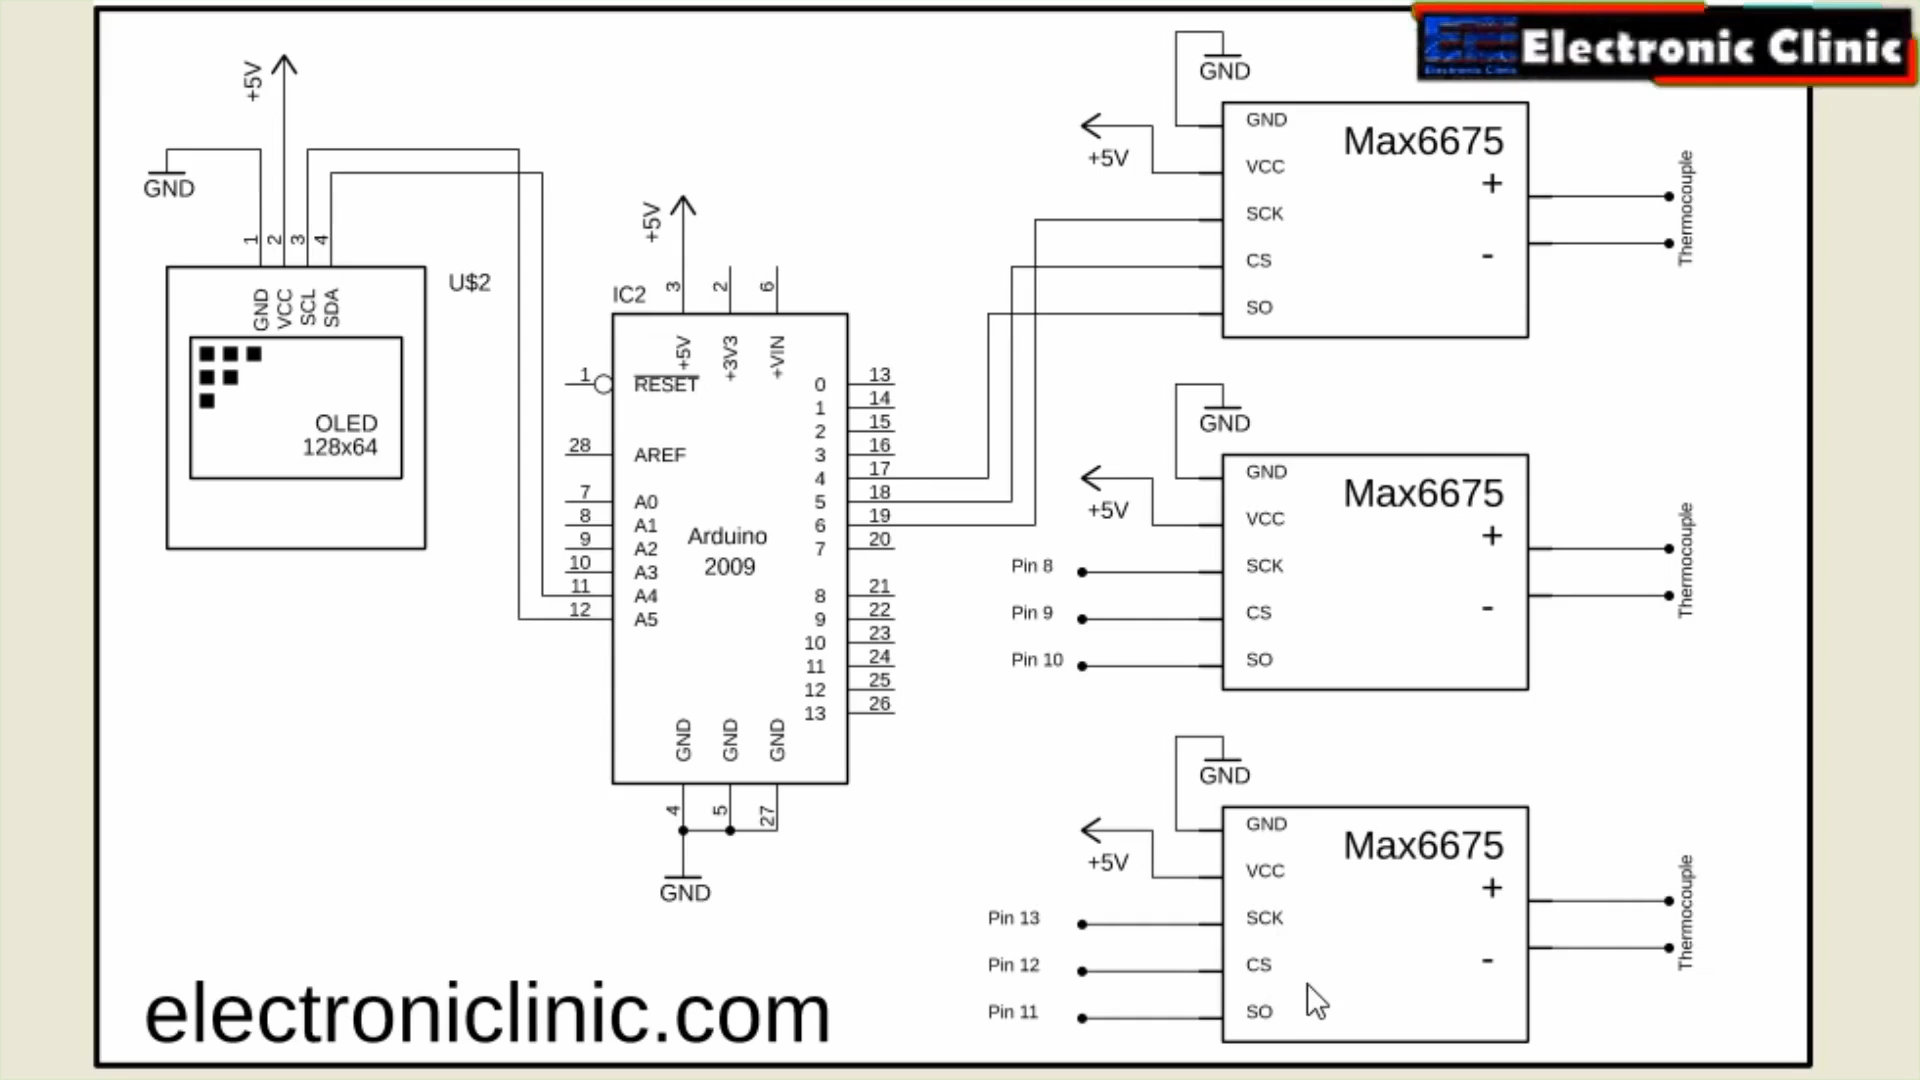 Electronic Clinic
Electronic Clinic
+5V
GND
1
2
3
4
GND
VCC
SCL
SDA
U$2
OLED
128x64
+5V
IC2
3
2
6
+5V
+3V3
+VIN
1
RESET
28
AREF
7
A0
8
A1
9
A2
10
A3
11
A4
12
A5
Arduino
2009
0
13
1
14
2
15
3
16
4
17
5
18
6
19
7
20
8
21
9
22
10
23
11
24
12
25
13
26
GND
GND
GND
4
5
27
GND
GND
+5V
GND
VCC
SCK
CS
SO
Max6675
+
-
Thermocouple
GND
+5V
Pin 8
Pin 9
Pin 10
GND
VCC
SCK
CS
SO
Max6675
+
-
Thermocouple
GND
+5V
Pin 13
Pin 12
Pin 11
GND
VCC
SCK
CS
SO
Max6675
+
-
Thermocouple
electroniclinic.com